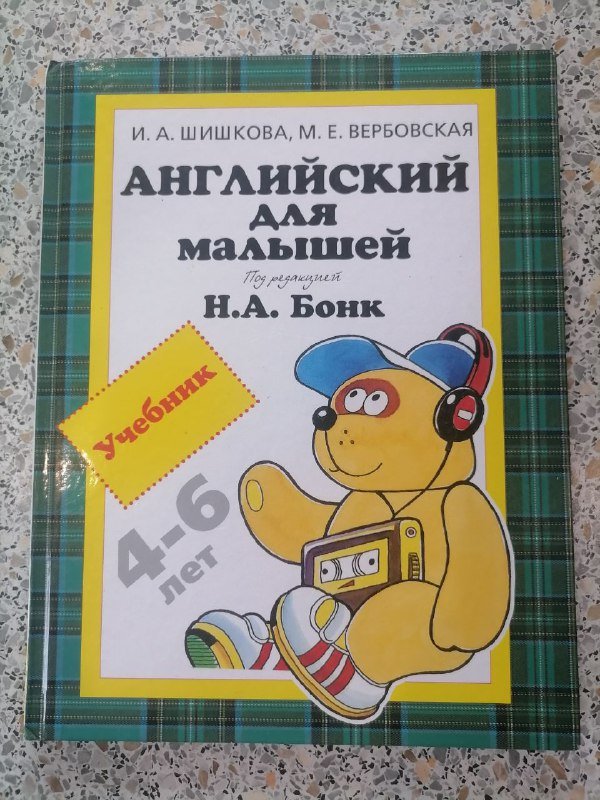 И. А. ШИШКОВА, М. Е. ВЕРБОВСКАЯ
АНГЛИЙСКИЙ
ДЛЯ
МАЛЫШЕЙ
Под редакцией
Н.А. Бонк
Учебник
4-6
лет